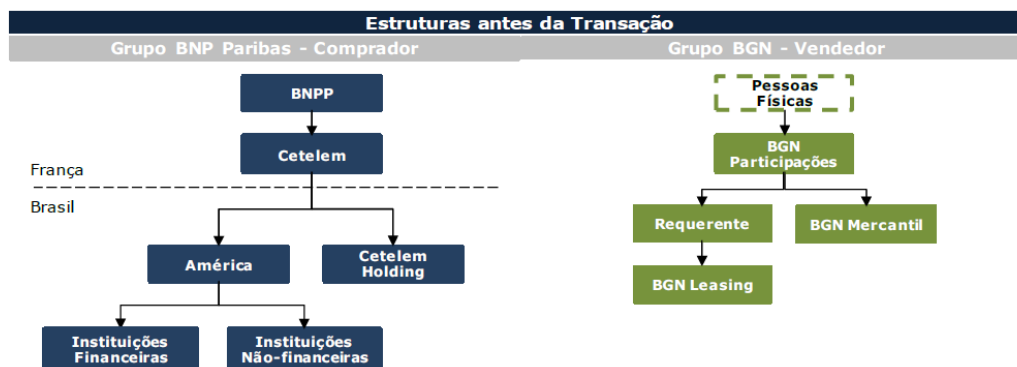 Estruturas antes da Transação
Grupo BNP Paribas - Comprador
Grupo BGN - Vendedor
BNPP
Cetelem
França
Brasil
América
Cetelem
Holding
Instituições
Financeiras
Instituições
Não-financeiras
Pessoas
Físicas
BGN
Participações
Requerente
BGN Mercantil
BGN Leasing